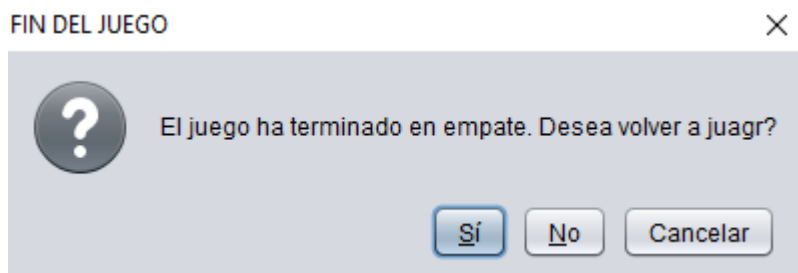 FIN DEL JUEGO
?
El juego ha terminado en empate. Desea volver a juagr?
Sí No Cancelar